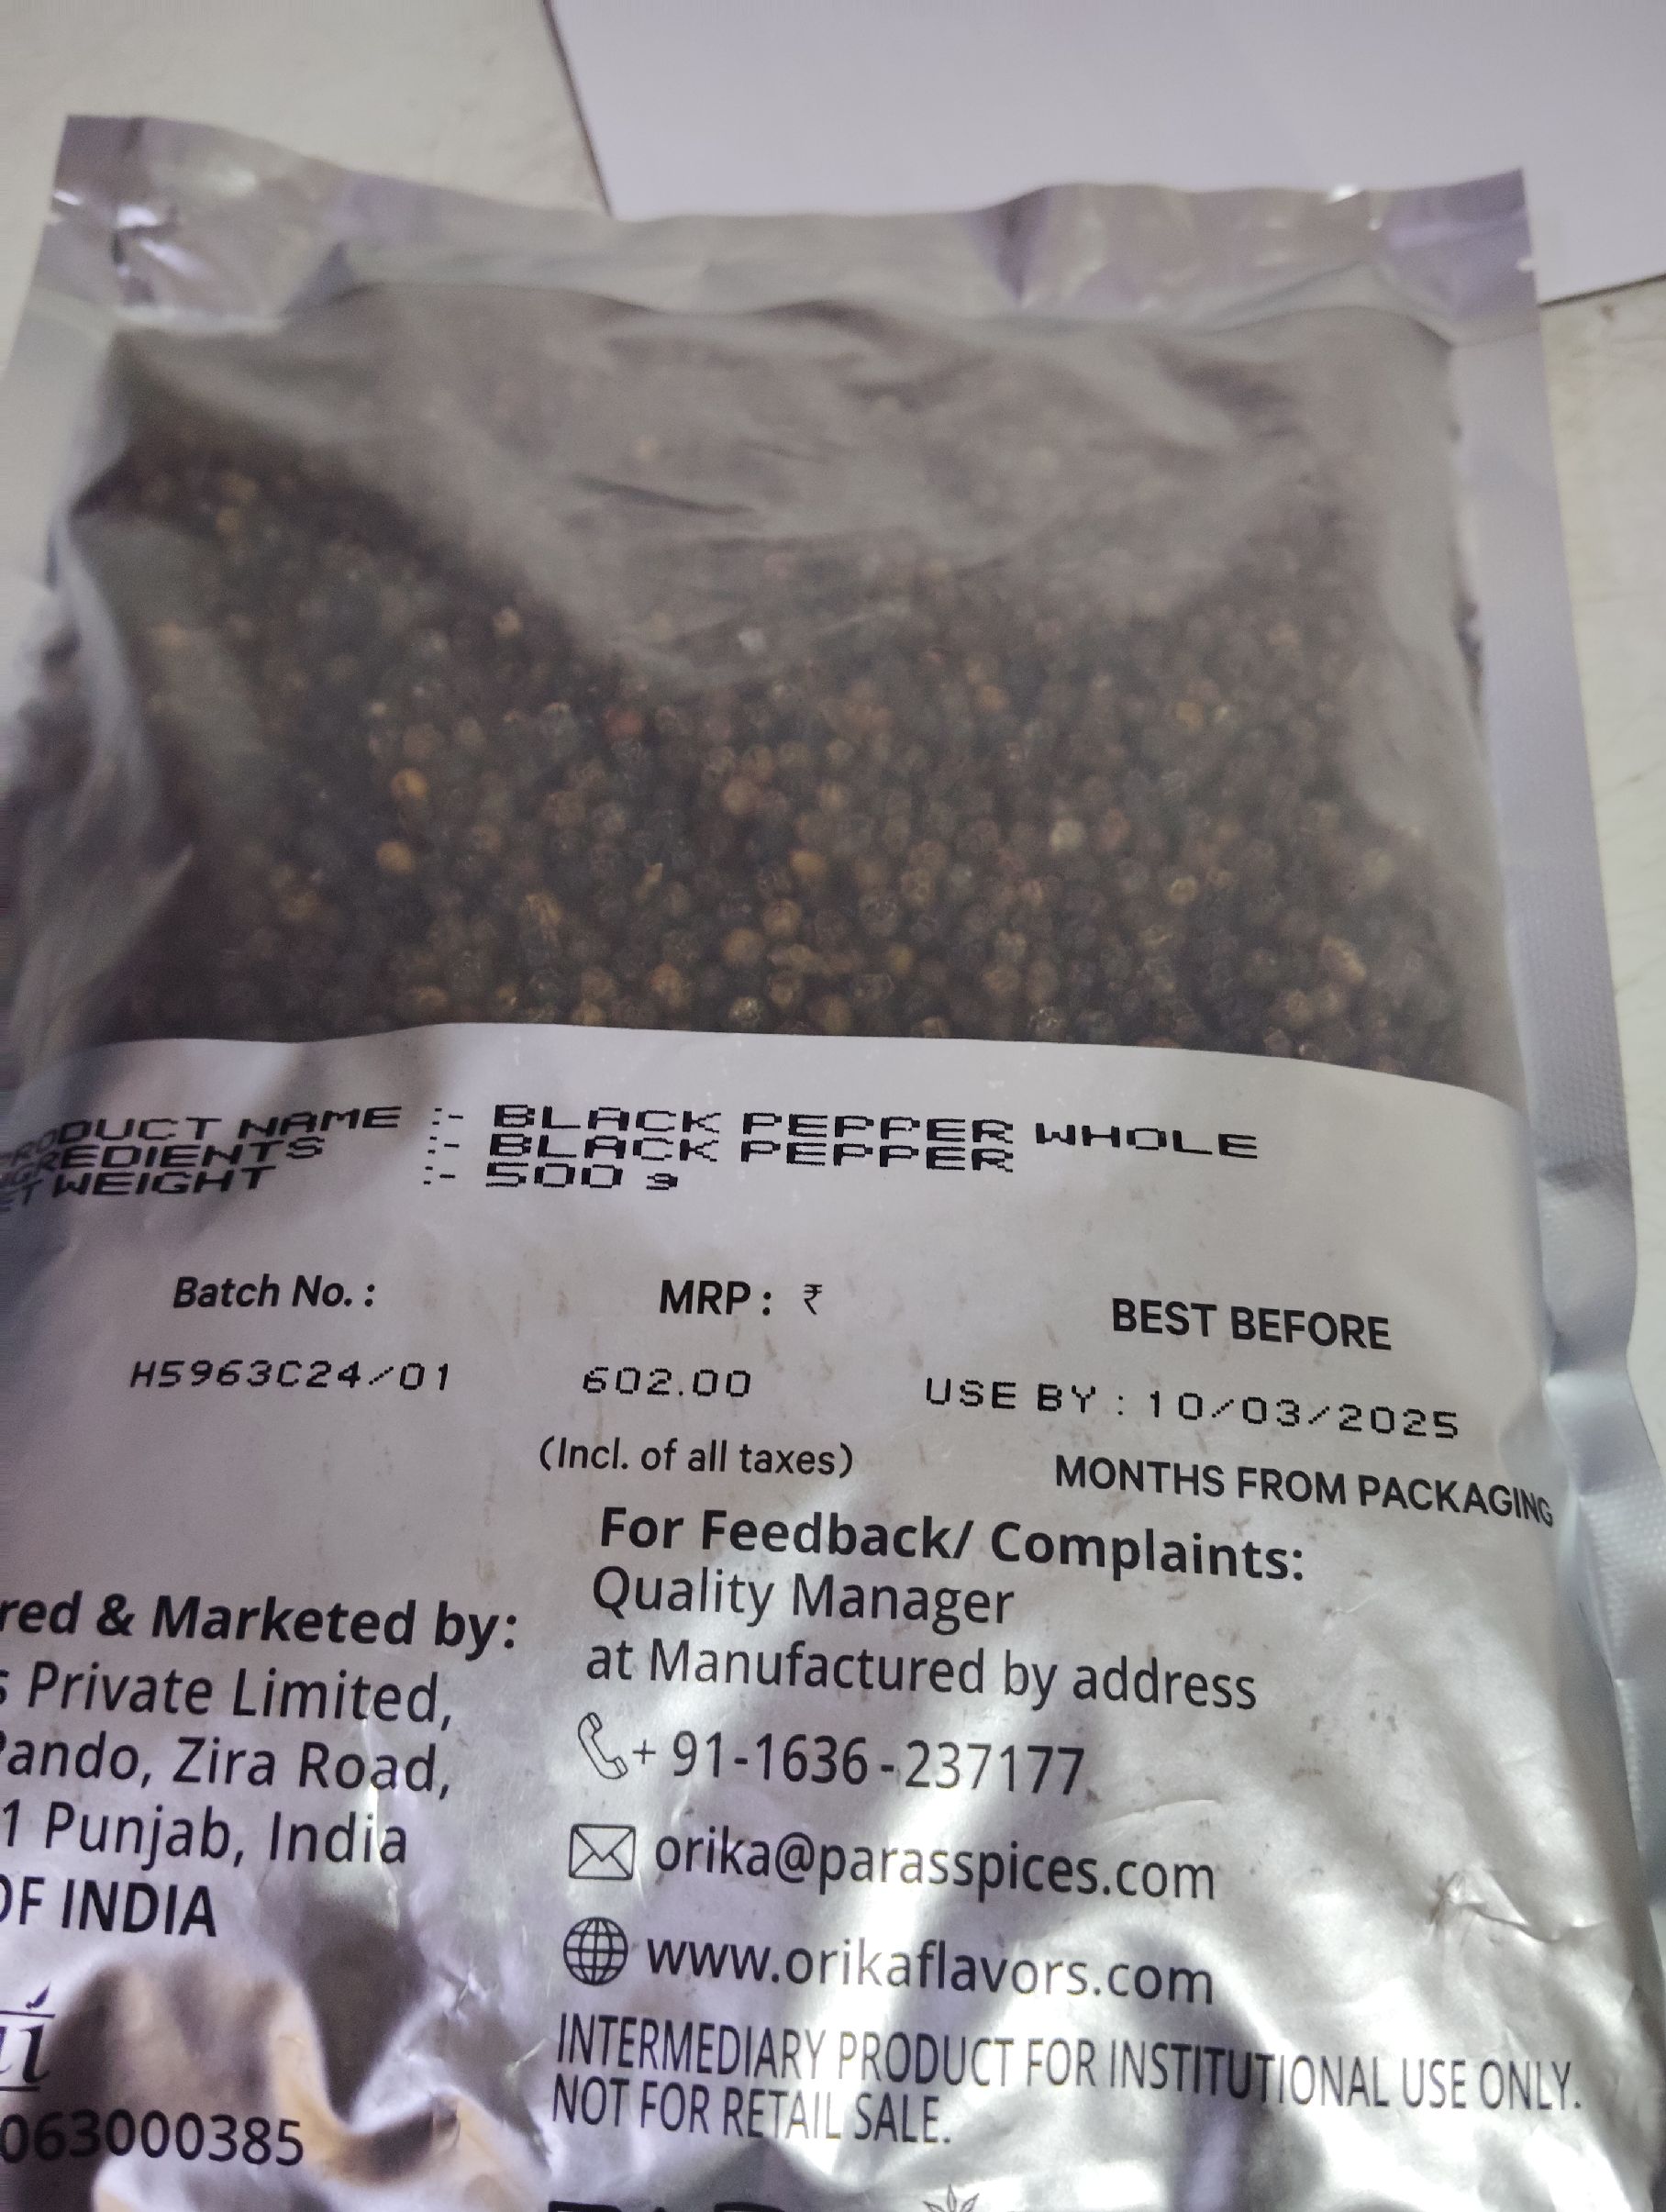 PRODUCT NAME :- BLACK PEPPER WHOLE
INGREDIENTS :- BLACK PEPPER
NET WEIGHT :- 500 g
Batch No. :
H5963C24/01
MRP : ₹
602.00
(Incl. of all taxes)
BEST BEFORE
USE BY : 10/03/2025
MONTHS FROM PACKAGING
red & Marketed by:
s Private Limited,
Pando, Zira Road,
1 Punjab, India
OF INDIA
063000385
For Feedback/ Complaints:
Quality Manager
at Manufactured by address
+ 91-1636-237177
orika@parasspices.com
www.orikaflavors.com
INTERMEDIARY PRODUCT FOR INSTITUTIONAL USE ONLY.
NOT FOR RETAIL SALE.